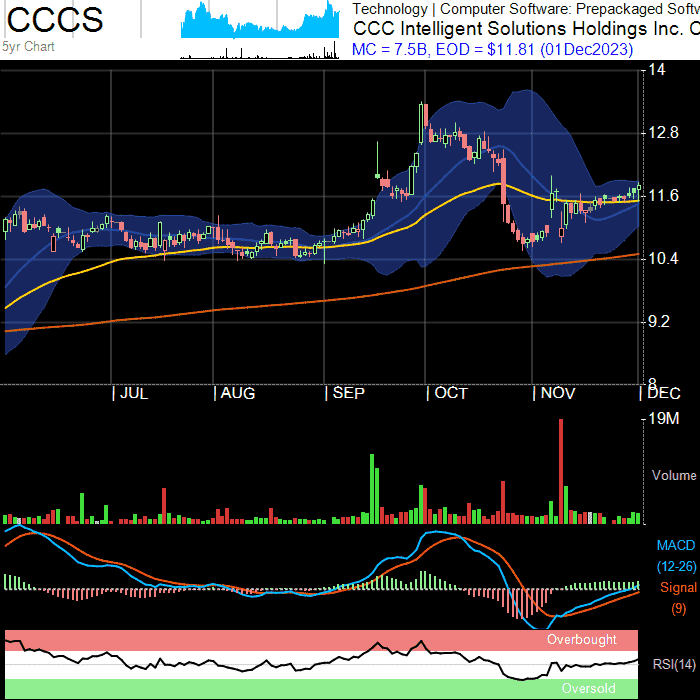 CCCS
5yr Chart
Technology | Computer Software: Prepackaged Softw
CCC Intelligent Solutions Holdings Inc. C
MC = 7.5B, EOD = $11.81 (01Dec2023)
14
12.8
11.6
10.4
9.2
8
JUL
AUG
SEP
OCT
NOV
DEC
19M
Volume
MACD
(12-26)
Signal
(9)
Overbought
RSI(14)
Oversold